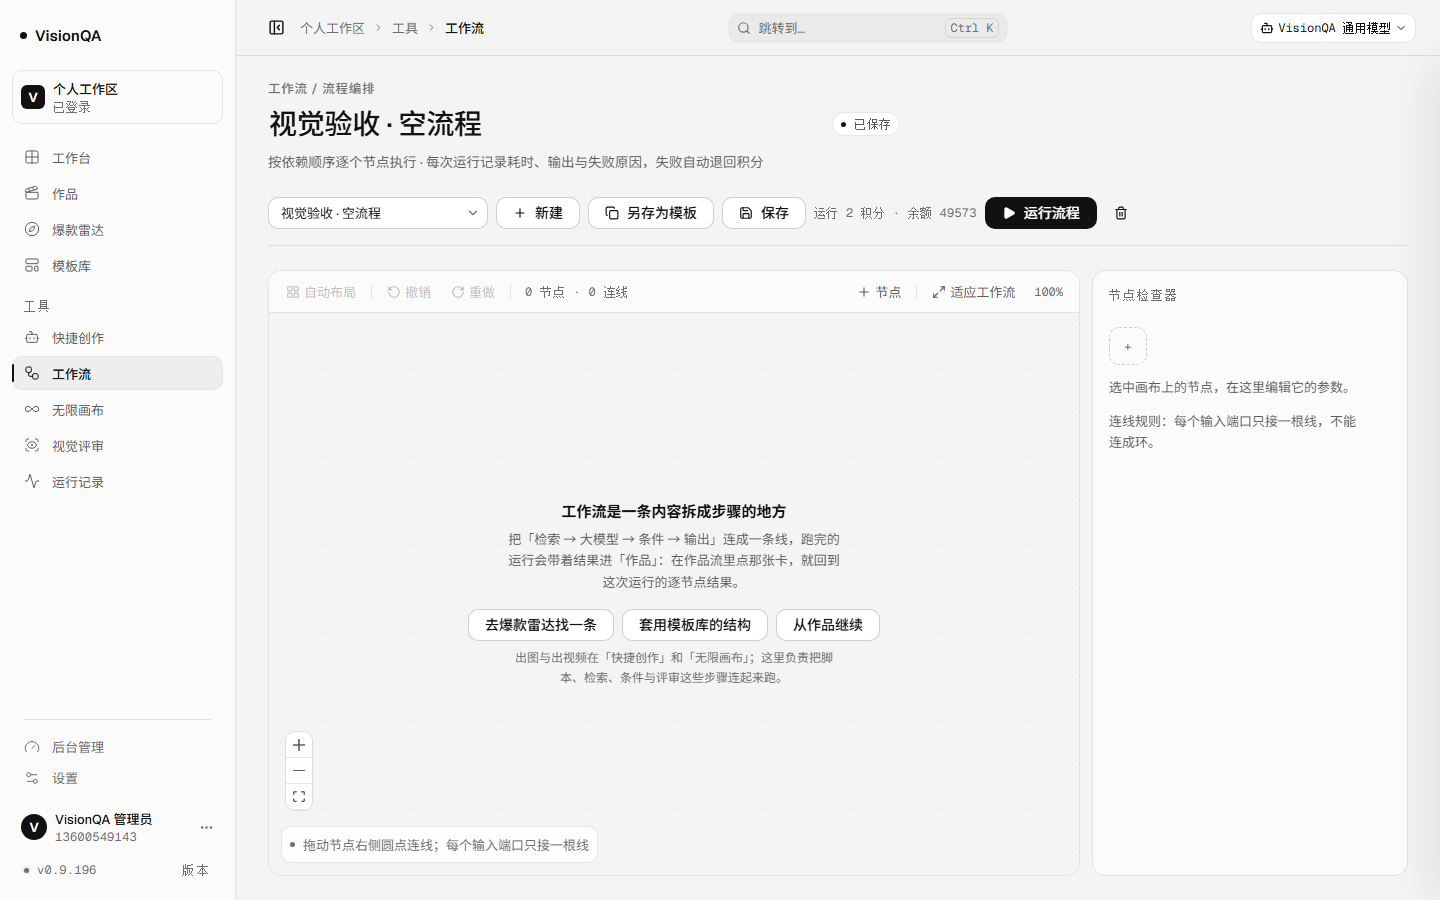 VisionQA
V
个人工作区
已登录
工作台
作品
爆款雷达
模板库
工具
快捷创作
工作流
无限画布
视觉评审
运行记录
后台管理
设置
V
VisionQA 管理员
13600549143
v0.9.196
版本
个人工作区
工具
工作流
跳转到…
Ctrl K
VisionQA 通用模型
工作流 / 流程编排
视觉验收 · 空流程
已保存
按依赖顺序逐个节点执行 · 每次运行记录耗时、输出与失败原因，失败自动退回积分
视觉验收 · 空流程
新建
另存为模板
保存
运行 2 积分 · 余额 49573
运行流程
自动布局
撤销
重做
0 节点 · 0 连线
节点
适应工作流
100%
工作流是一条内容拆成步骤的地方
把「检索 → 大模型 → 条件 → 输出」连成一条线，跑完的
运行会带着结果进「作品」：在作品流里点那张卡，就回到
这次运行的逐节点结果。
去爆款雷达找一条
套用模板库的结构
从作品继续
出图与出视频在「快捷创作」和「无限画布」；这里负责把脚
本、检索、条件与评审这些步骤连起来跑。
拖动节点右侧圆点连线；每个输入端口只接一根线
节点检查器
选中画布上的节点，在这里编辑它的参数。
连线规则：每个输入端口只接一根线，不能
连成环。